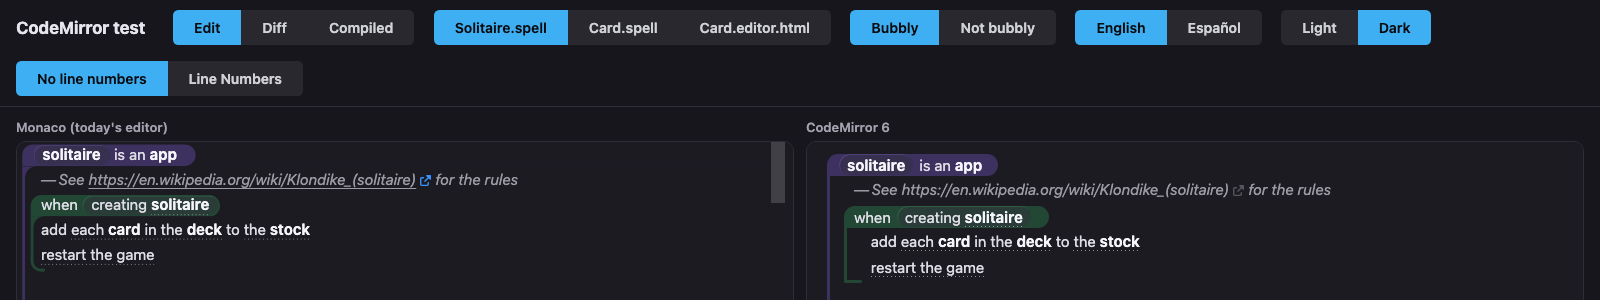 CodeMirror test Edit Diff Compiled Solitaire.spell Card.spell Card.editor.html Bubbly Not bubbly English Español Light Dark
No line numbers Line Numbers
Monaco (today's editor)
solitaire is an app
— See https://en.wikipedia.org/wiki/Klondike_(solitaire) for the rules
when creating solitaire
add each card in the deck to the stock
restart the game
CodeMirror 6
solitaire is an app
— See https://en.wikipedia.org/wiki/Klondike_(solitaire) for the rules
when creating solitaire
add each card in the deck to the stock
restart the game